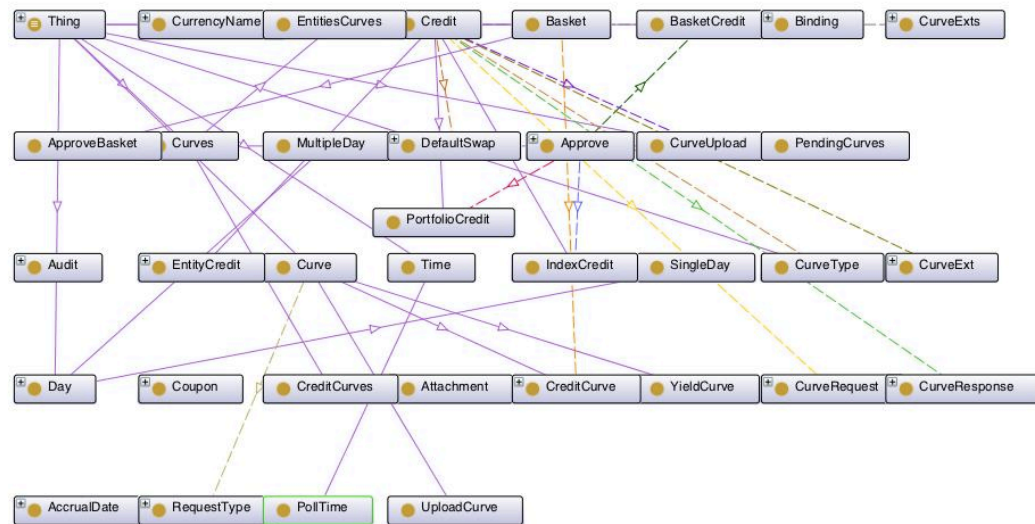 Thing CurrencyName EntitiesCurves Credit Basket BasketCredit Binding CurveExts
ApproveBasket Curves MultipleDay DefaultSwap Approve CurveUpload PendingCurves
PortfolioCredit
Audit EntityCredit Curve Time IndexCredit SingleDay CurveType CurveExt
Day Coupon CreditCurves Attachment CreditCurve YieldCurve CurveRequest CurveResponse
AccrualDate RequestType PollTime UploadCurve